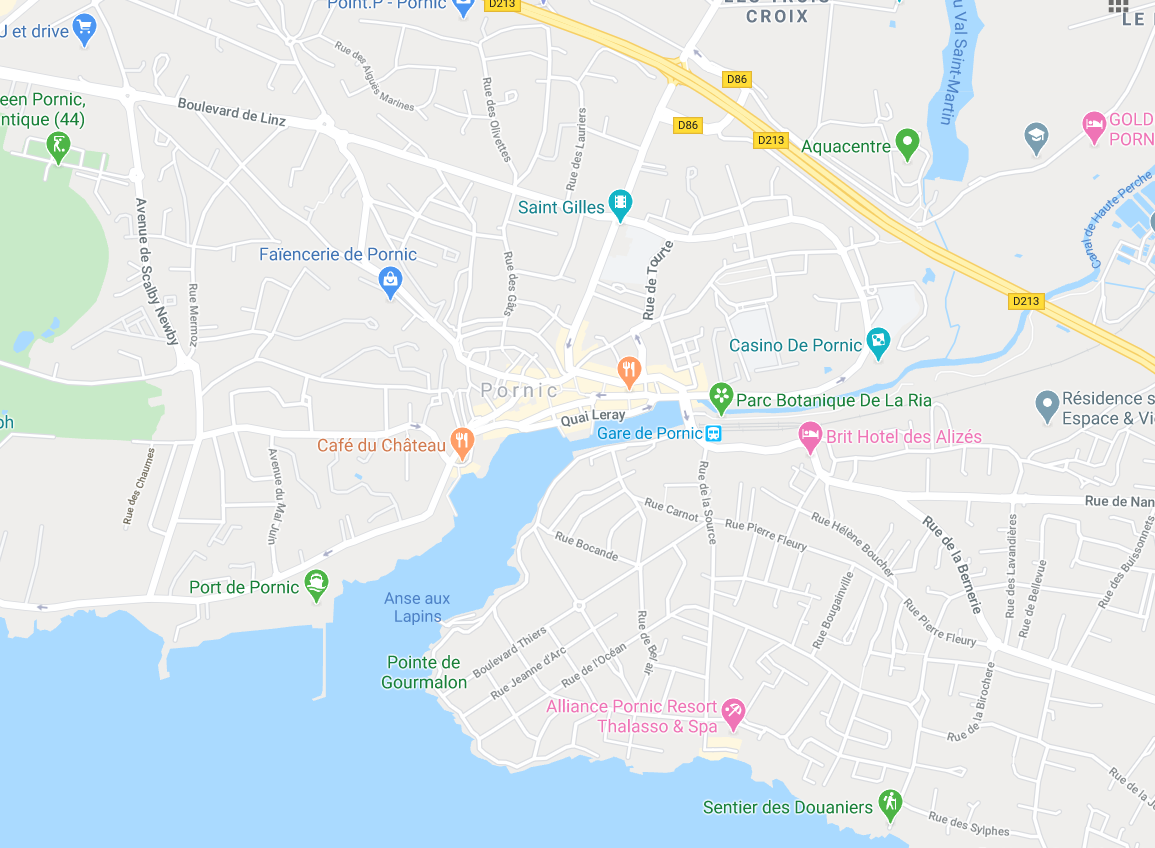 Point.P - Pornic
D213
CROIX
LE
U et drive
D86
Rue des Aigues Marines
Rue des Olivettes
Val Saint-Martin
Boulevard de Linz
D86
D213
Rue des Lauriers
Aquacentre
GOLD
PORN
een Pornic,
ntique (44)
Canal de Haute Perche
Saint Gilles
Avenue de Scalby Newby
Faïencerie de Pornic
Rue de Tourte
Rue des Gâts
Rue Mermoz
D213
Casino De Pornic
Pornic
Parc Botanique De La Ria
Résidence s
Espace & Vi
ph
Quai Leray
Gare de Pornic
Brit Hotel des Alizés
Café du Château
Rue des Chaumes
Avenue du Mal Juin
Rue de la Source
Rue de Nan
Rue Carnot
Rue Pierre Fleury
Rue Hélène Boucher
Rue de la Bernerie
Rue des Lavandières
Rue des Buissonnets
Rue Bocande
Rue de Bellevue
Port de Pornic
Anse aux
Lapins
Rue Bougainville
Rue Pierre Fleury
Boulevard Thiers
Rue de Bel air
Pointe de
Gourmalon
Rue Jeanne d'Arc
Rue de l'Océan
Rue de la Birochere
Alliance Pornic Resort
Thalasso & Spa
Sentier des Douaniers
Rue des Sylphes
Rue de la J